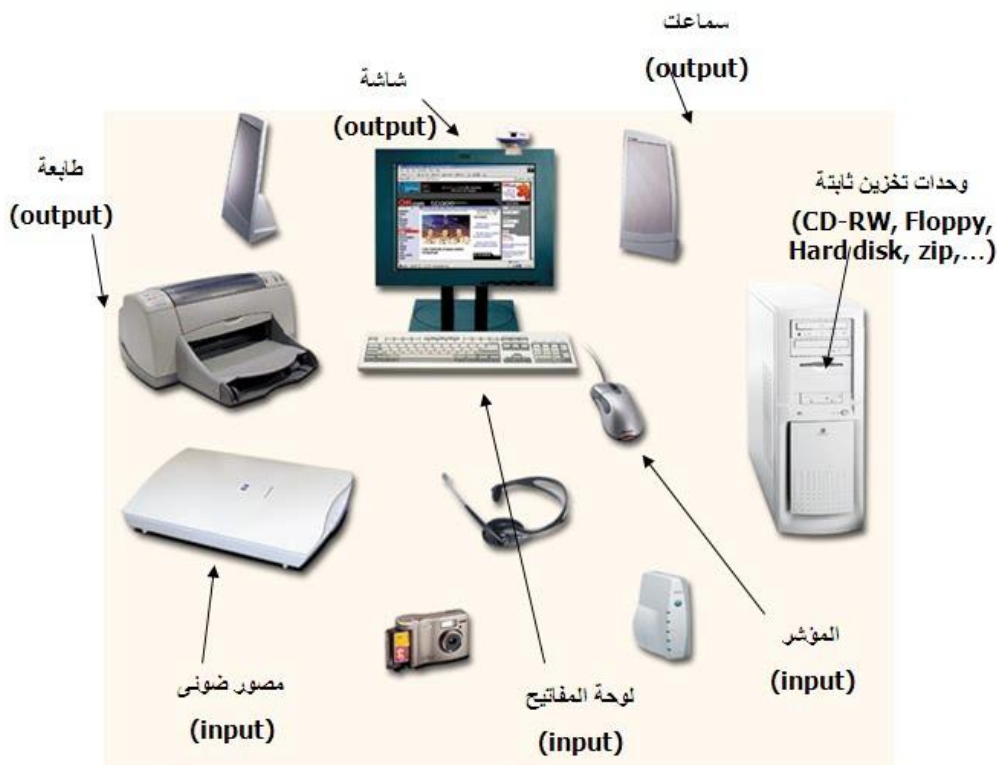 سماعات
(output)
شاشة
(output)
طابعة
(output)
وحدات تخزين ثابتة
(CD-RW, Floppy,
Hard disk, zip,...)
المؤشر
(input)
لوحة المفاتيح
(input)
مصور ضوئى
(input)